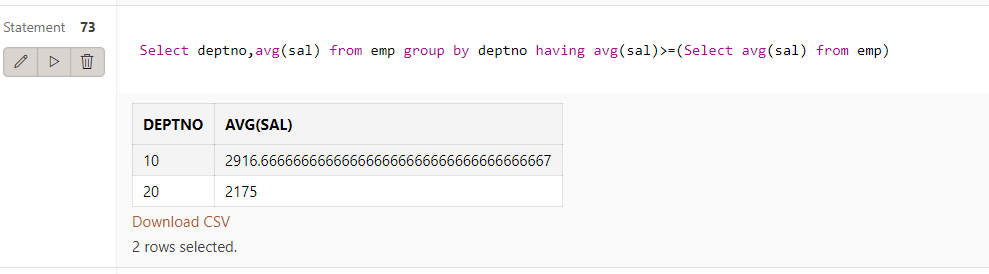 Statement 73
Select deptno,avg(sal) from emp group by deptno having avg(sal)>=(Select avg(sal) from emp)
DEPTNO AVG(SAL)
10 2916.666666666666666666666666666666666667
20 2175
Download CSV
2 rows selected.